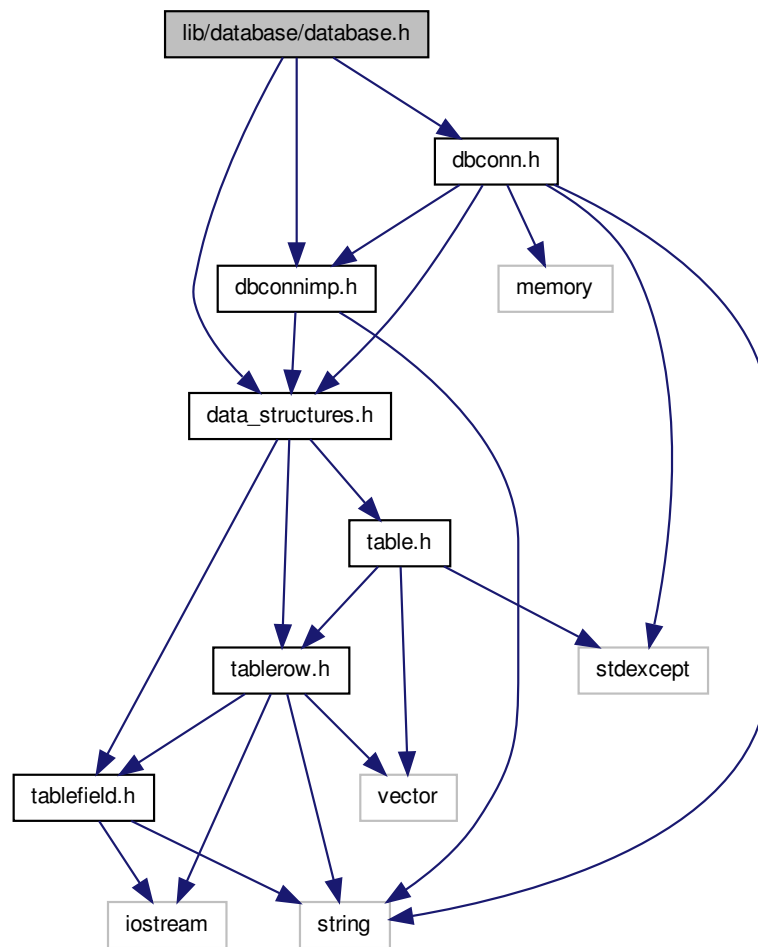 lib/database/database.h
dbconn.h
dbconnimp.h
memory
data_structures.h
table.h
tablerow.h
stdexcept
tablefield.h
vector
iostream
string